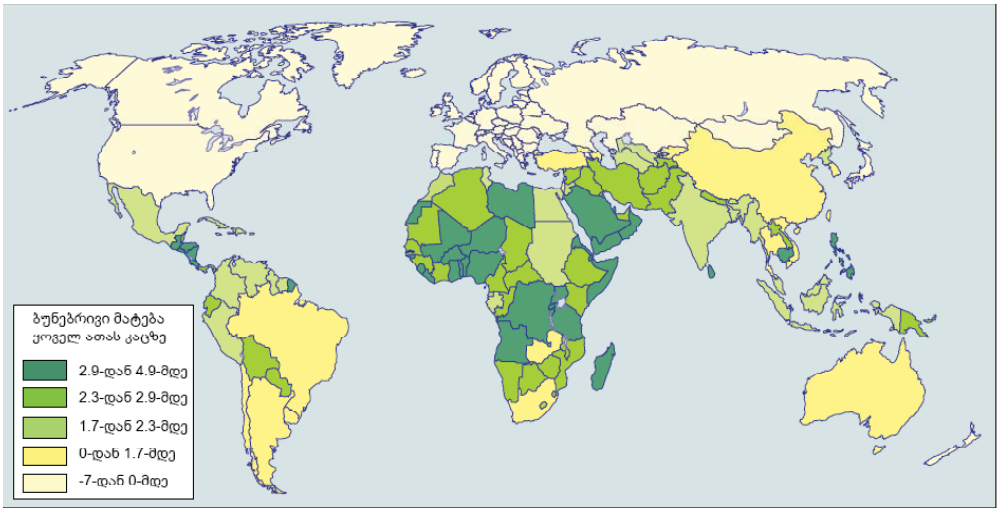 ბუნებრივი მატება
ყოველ ათას კაცზე
2.9-დან 4.9-მდე
2.3-დან 2.9-მდე
1.7-დან 2.3-მდე
0-დან 1.7-მდე
-7-დან 0-მდე